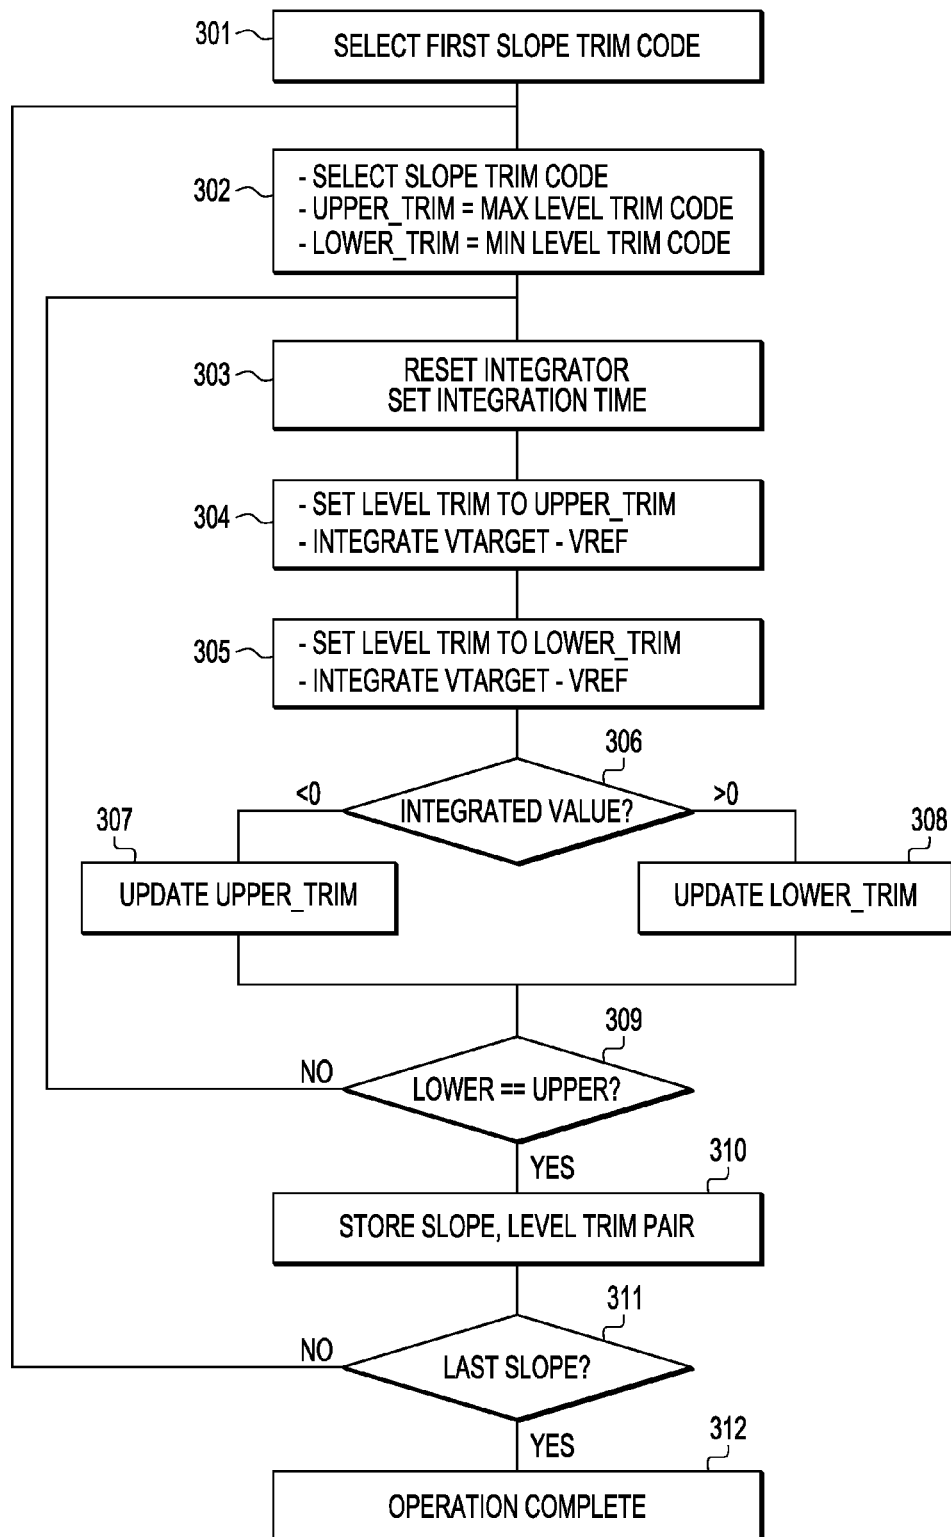 301
SELECT FIRST SLOPE TRIM CODE
302
- SELECT SLOPE TRIM CODE
- UPPER_TRIM = MAX LEVEL TRIM CODE
- LOWER_TRIM = MIN LEVEL TRIM CODE
303
RESET INTEGRATOR
SET INTEGRATION TIME
304
- SET LEVEL TRIM TO UPPER_TRIM
- INTEGRATE VTARGET - VREF
305
- SET LEVEL TRIM TO LOWER_TRIM
- INTEGRATE VTARGET - VREF
306
<0
INTEGRATED VALUE?
>0
307
UPDATE UPPER_TRIM
308
UPDATE LOWER_TRIM
309
NO
LOWER == UPPER?
YES
310
STORE SLOPE, LEVEL TRIM PAIR
311
NO
LAST SLOPE?
YES
312
OPERATION COMPLETE